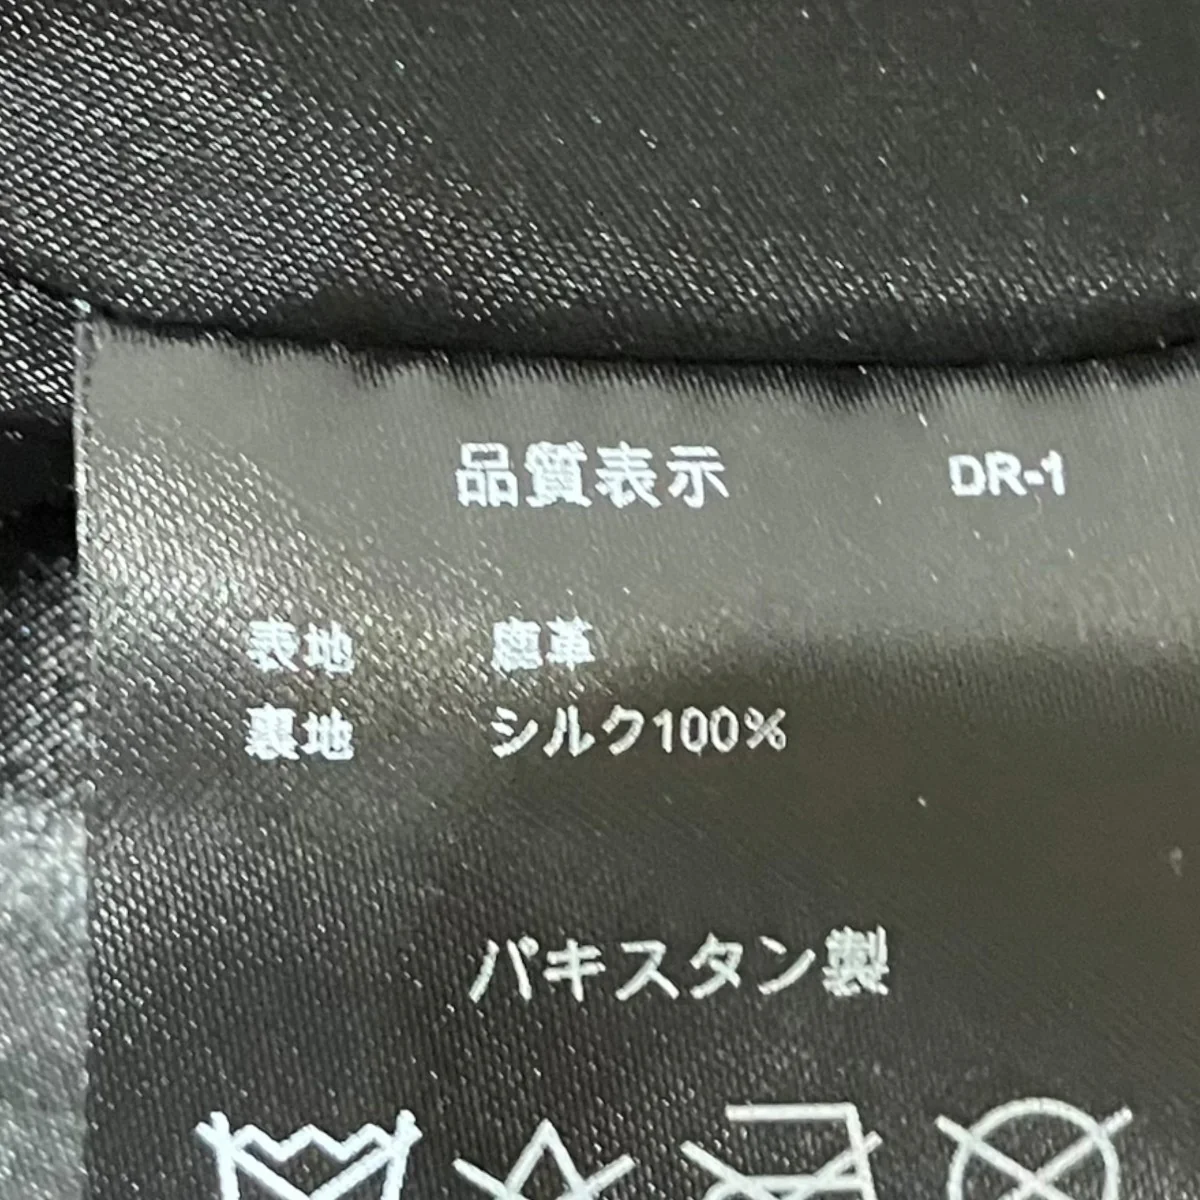 品質表示 DR-1
表地 鹿革
裏地 シルク100%
パキスタン製